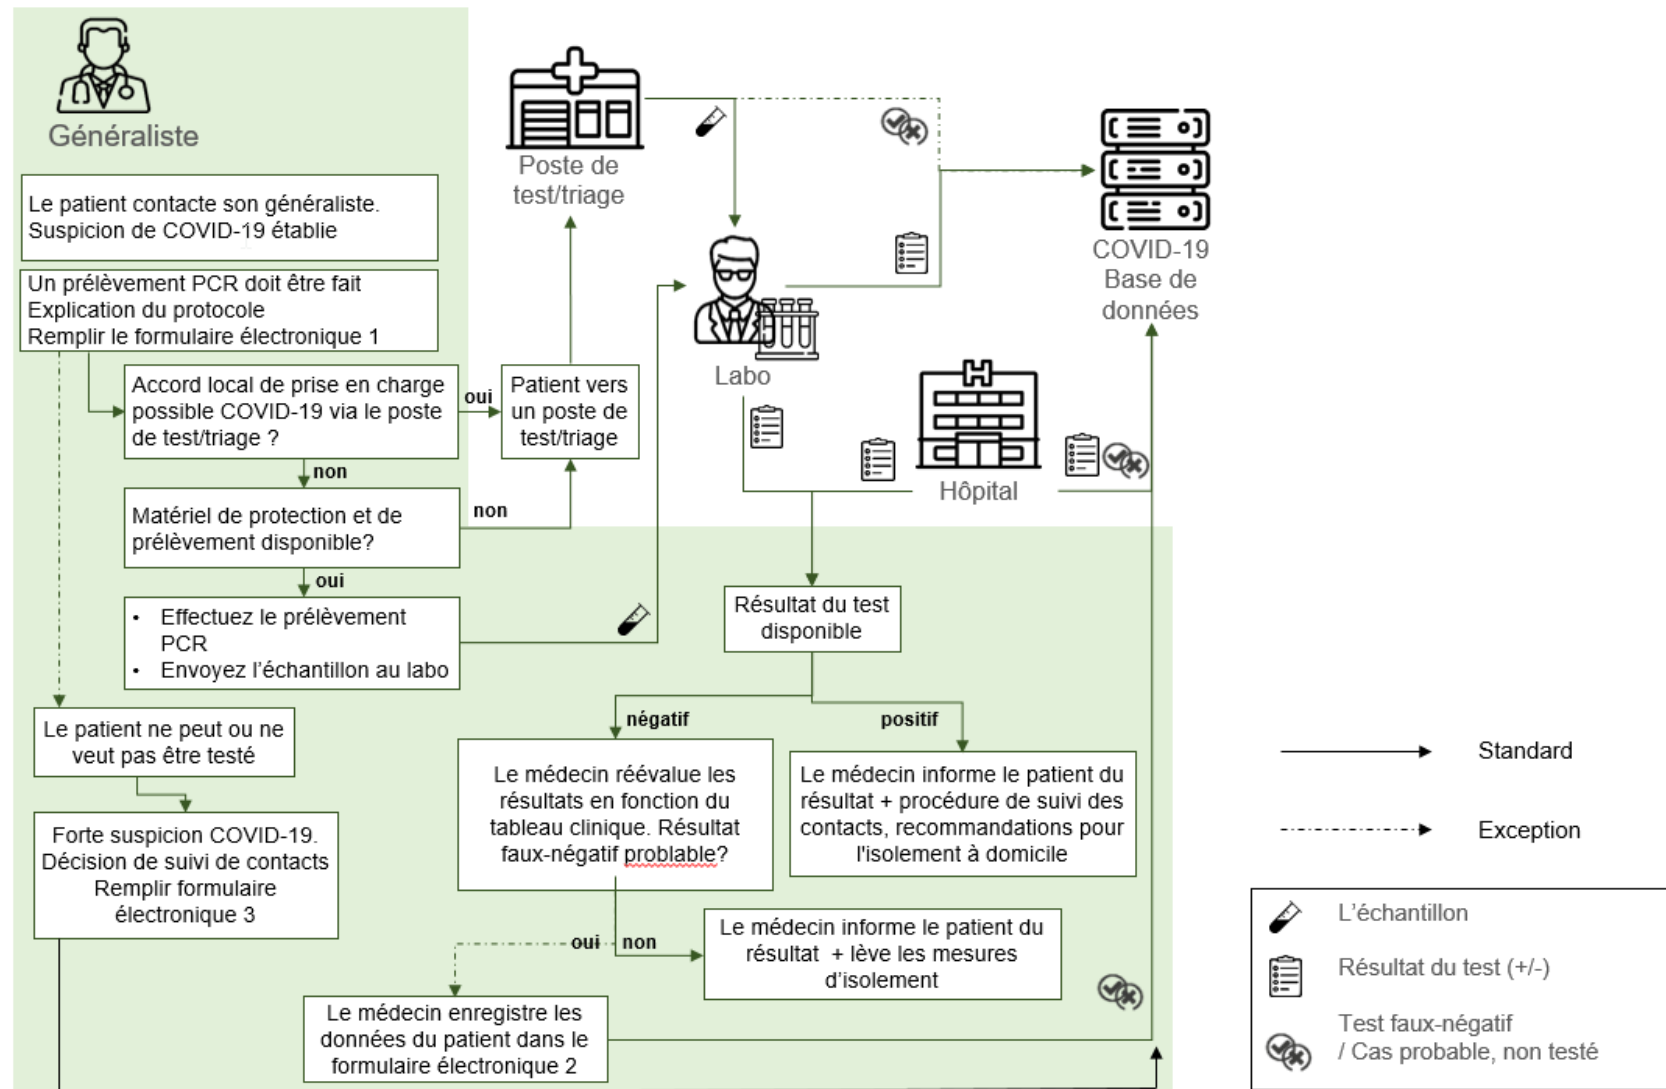 Généraliste
Le patient contacte son généraliste.
Suspicion de COVID-19 établie
Un prélèvement PCR doit être fait
Explication du protocole
Remplir le formulaire électronique 1
Accord local de prise en charge
possible COVID-19 via le poste
de test/triage ?
oui
Patient vers
un poste de
test/triage
non
Matériel de protection et de
prélèvement disponible?
non
oui
• Effectuez le prélèvement
PCR
• Envoyez l'échantillon au labo
Le patient ne peut ou ne
veut pas être testé
Forte suspicion COVID-19.
Décision de suivi de contacts
Remplir formulaire
électronique 3
Poste de
test/triage
Labo
H
Hôpital
COVID-19
Base de
données
Résultat du test
disponible
négatif
positif
Le médecin réévalue les
résultats en fonction du
tableau clinique. Résultat
faux-négatif problable?
Le médecin informe le patient du
résultat + procédure de suivi des
contacts, recommandations pour
l'isolement à domicile
oui
non
Le médecin informe le patient du
résultat + lève les mesures
d'isolement
Le médecin enregistre les
données du patient dans le
formulaire électronique 2
Standard
Exception
L'échantillon
Résultat du test (+/-)
Test faux-négatif
/ Cas probable, non testé